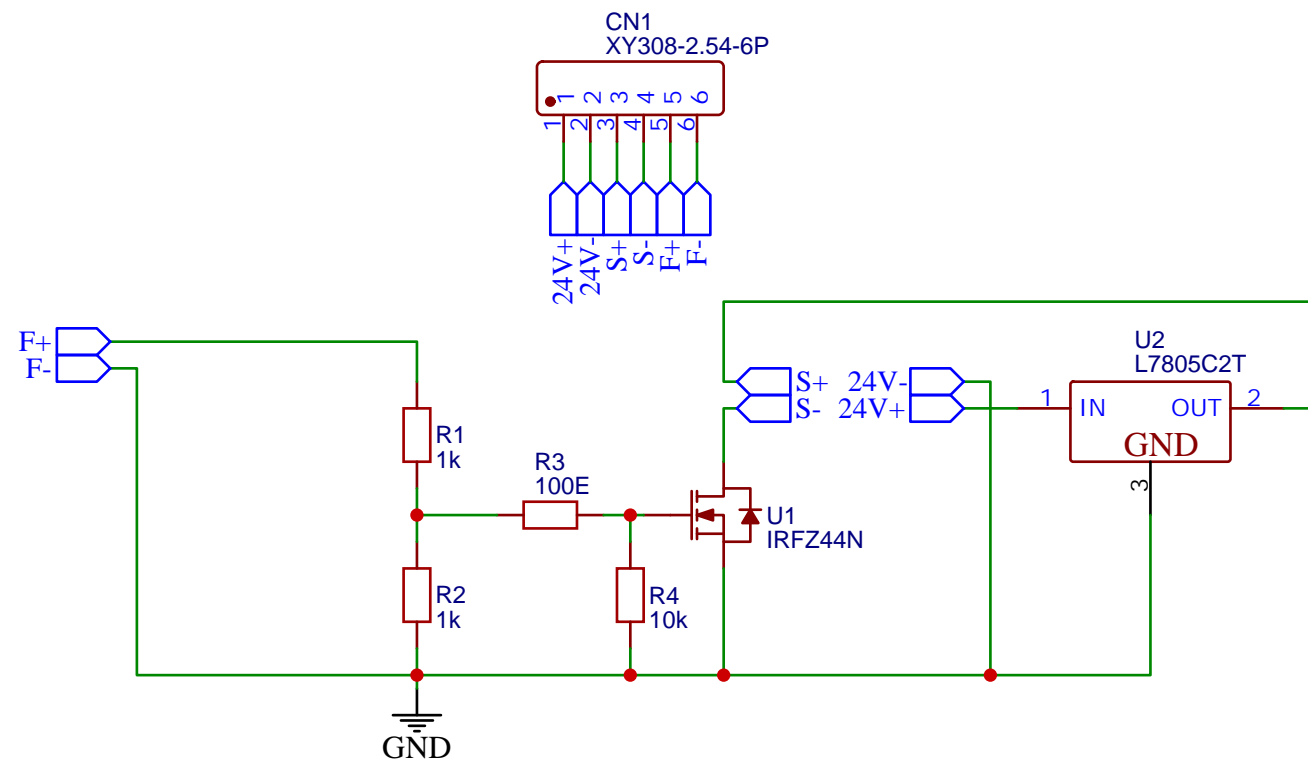 CN1
XY308-2.54-6P
1 2 3 4 5 6
1 2 3 4 5 6
24V+
24V-
S+
S-
F+
F-
F+
F-
R1
1k
R3
100E
R2
1k
R4
10k
U1
IRFZ44N
S+ 24V-
S- 24V+
U2
L7805C2T
1 IN OUT 2
GND
3
GND